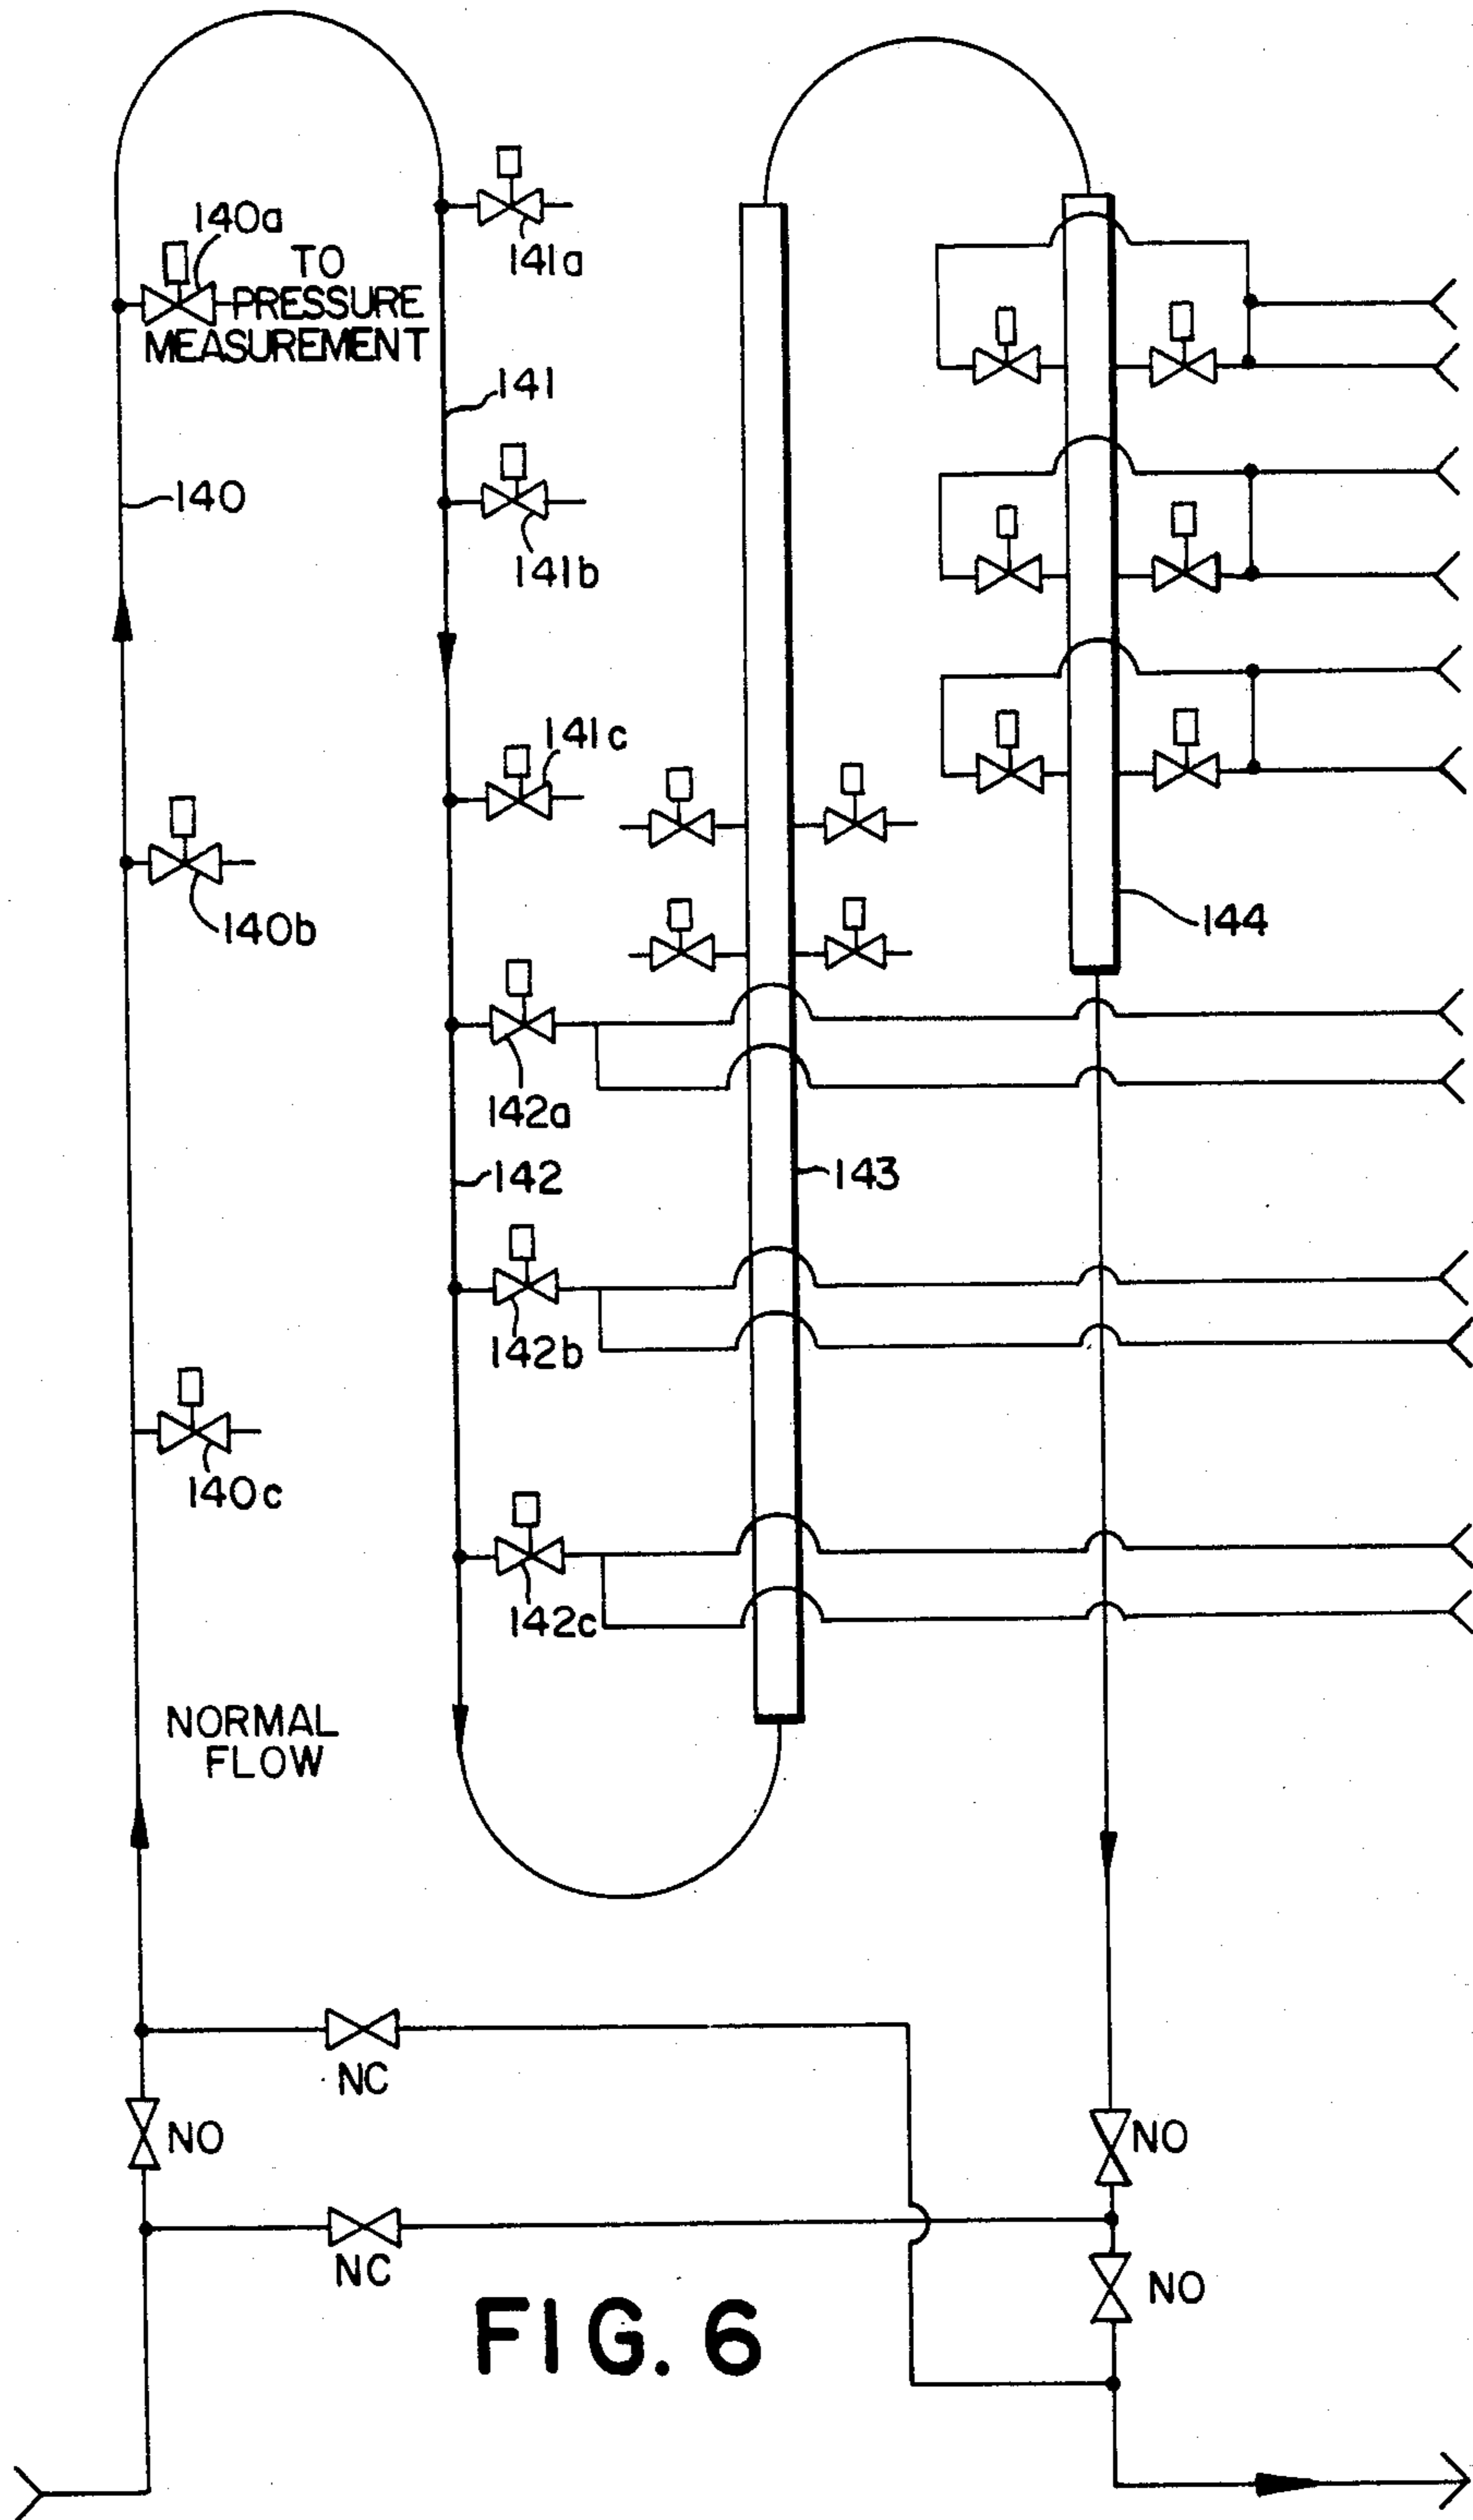 140a
TO
PRESSURE
MEASUREMENT
141a
141
140
141b
141c
140b
144
142a
142
143
142b
140c
142c
NORMAL
FLOW
NC
NO
NO
NC
NO
FIG. 6